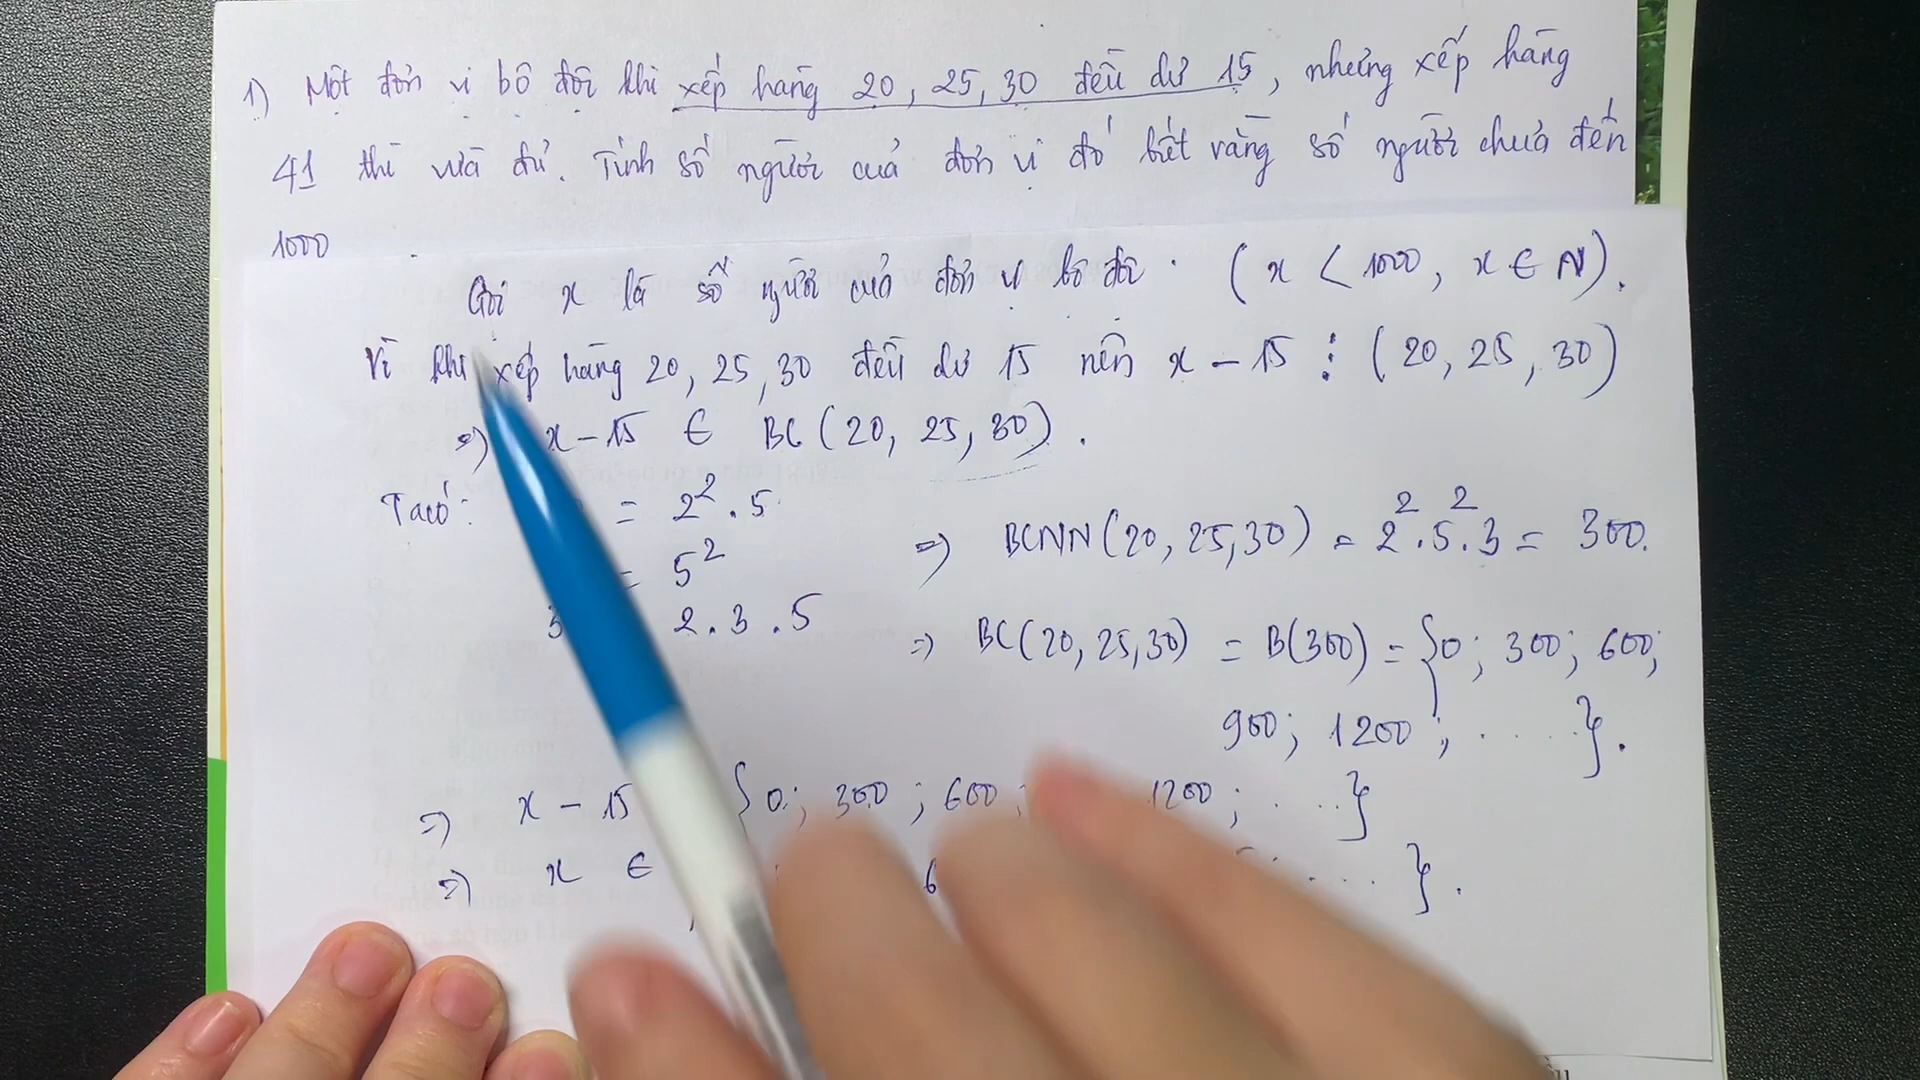 1) Một đơn vị bộ đội khi xếp hàng 20, 25, 30 đều dư 15, nhưng xếp hàng
41 thì vừa đủ. Tính số người của đơn vị đó biết rằng số người chưa đến
1000
Gọi x là số người của đơn vị bộ đội. (x < 1000, x ∈ N).
Vì khi xếp hàng 20, 25, 30 đều dư 15 nên x - 15 ⋮ (20, 25, 30)
=> x - 15 ∈ BC(20, 25, 30).
Ta có: = 2². 5
= 5²
3 2. 3. 5
=> BCNN(20, 25, 30) = 2². 5². 3 = 300.
=> BC(20, 25, 30) = B(300) = {0; 300; 600;
900; 1200; .....}.
=> x - 15 {0; 300; 600; 1200; ....}
=> x ∈ 6 .... }.